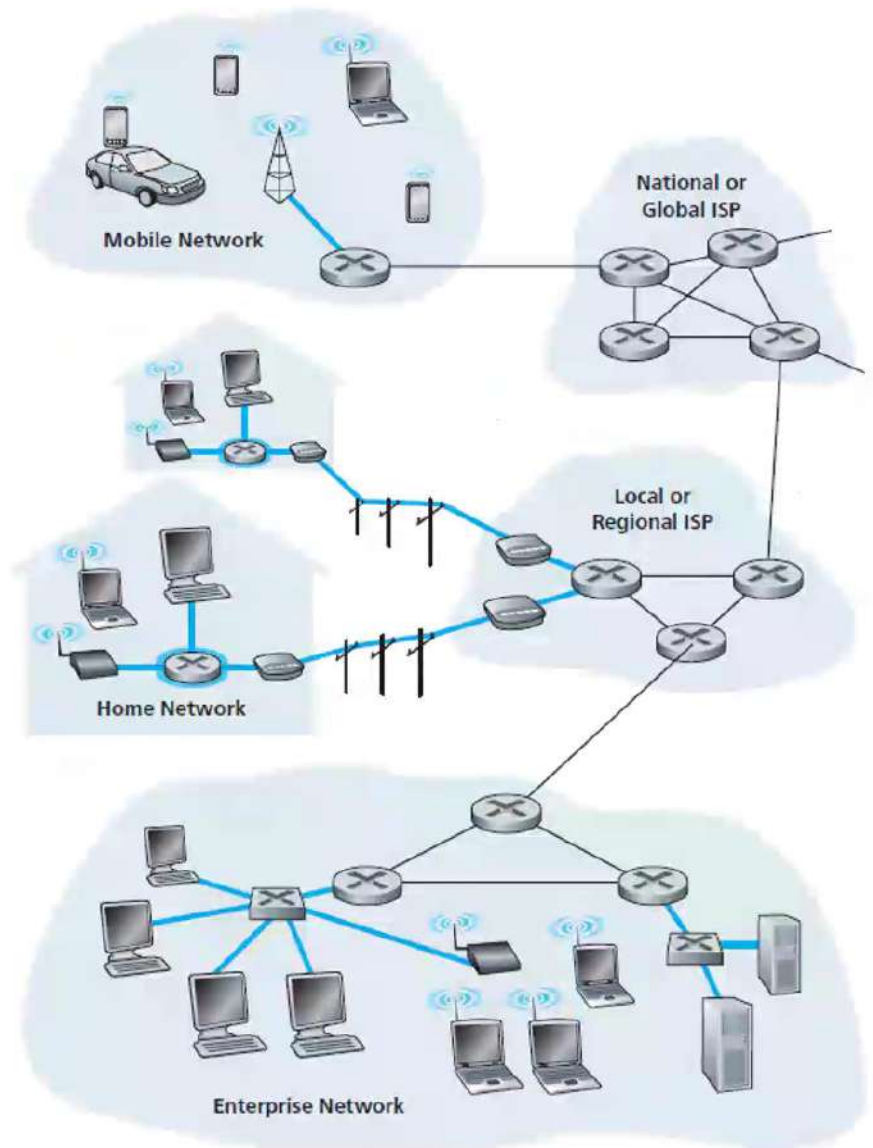 Mobile Network
National or
Global ISP
Local or
Regional ISP
Home Network
Enterprise Network